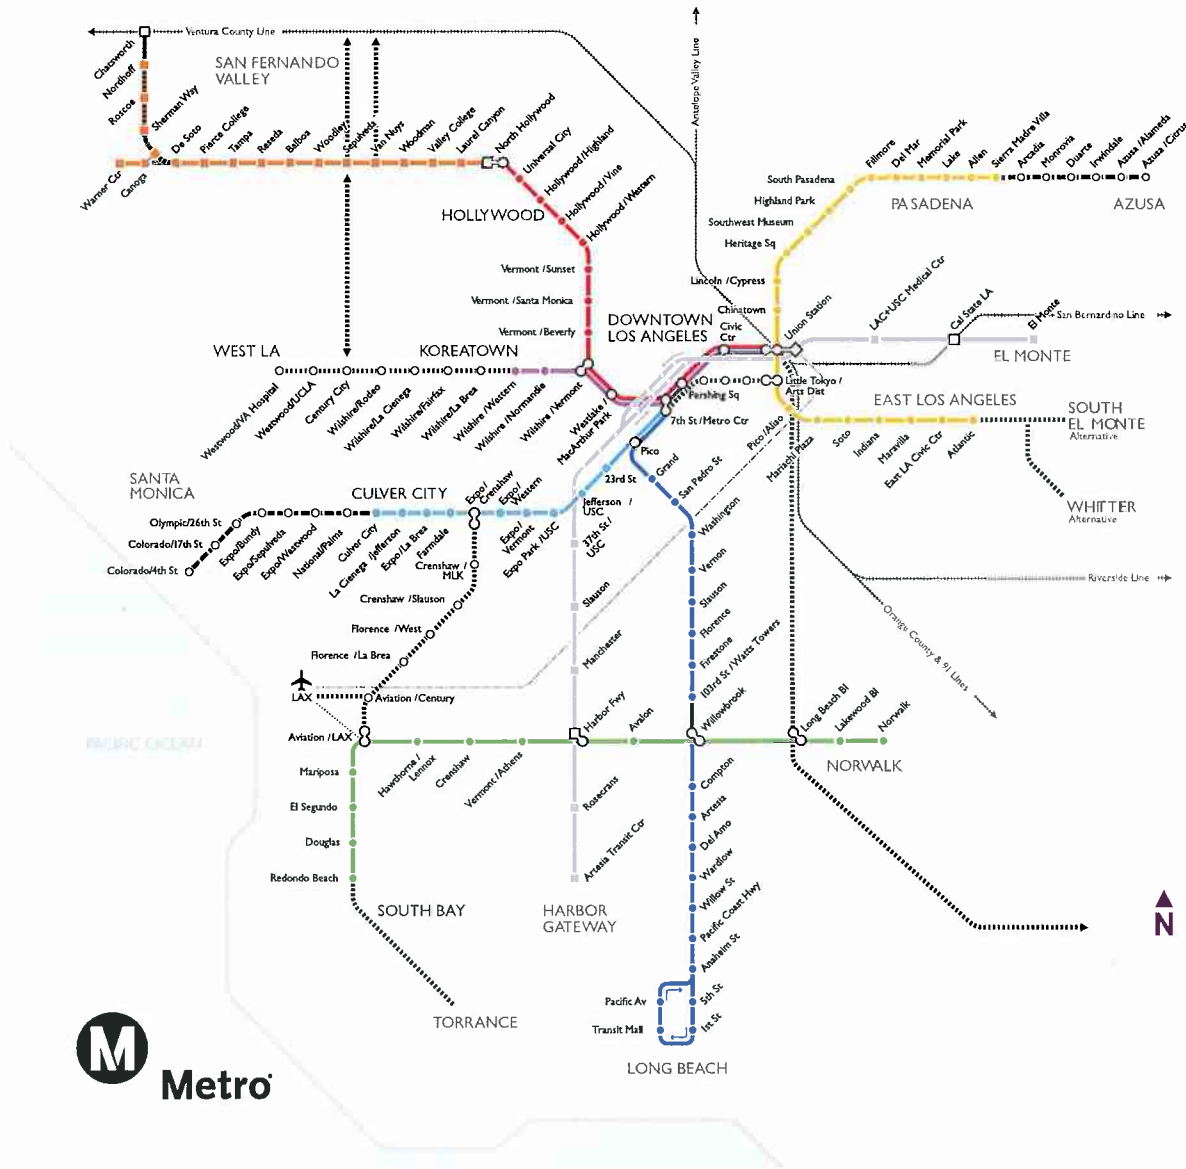 Ventura County Line
SAN FERNANDO
VALLEY
Antelope Valley Line
Chatsworth
Northoff
Roscoe
Sherman Way
De Soto
Pierce College
Tampa
Reseda
Balboa
Woodley
Sepulveda
Van Nuys
Woodman
Valley College
Laurel Canyon
North Hollywood
Warner Ctr
Canoga
Universal City
Hollywood/Highland
Hollywood/Vine
Hollywood/Western
HOLLYWOOD
Vermont /Sunset
Vermont /Santa Monica
Vermont /Beverly
Fillmore
Del Mar
Memorial Park
Lake
Allen
Sierra Madre Villa
Arcadia
Monrovia
Duarte
Irwindale
Azusa /Alameda
Azusa /Citrus
South Pasadena
Highland Park
Southwest Museum
Heritage Sq
Lincoln /Cypress
Chinatown
PASADENA
AZUSA
DOWNTOWN
LOS ANGELES
Civic
Ctr
Union Station
LAC+USC Medical Ctr
Cal State LA
El Monte
San Bernardino Line
EL MONTE
WEST LA
KOREATOWN
Westwood/VA Hospital
Westwood/UCLA
Century City
Wilshire/Rodeo
Wilshire/La Cienega
Wilshire/Fairfax
Wilshire/La Brea
Wilshire /Western
Wilshire /Normandie
Wilshire /Vermont
Westlake /
MacArthur Park
Pershing Sq
7th St /Metro Ctr
Little Tokyo /
Arts Dist
Pico /Aliso
Mariachi Plaza
Soto
Indiana
Maravilla
East LA Civic Ctr
Atlantic
EAST LOS ANGELES
SOUTH
EL MONTE
Alternative
WHITTER
Alternative
Pico
Grand
San Pedro St
Washington
23rd St
Jefferson /
USC
37th St /
USC
SANTA
MONICA
CULVER CITY
Olympic/26th St
Colorado/17th St
Colorado/4th St
Expo/Bundy
Expo/Sepulveda
Expo/Westwood
National/Palms
Culver City
La Cienega /Jefferson
Expo/La Brea
Farmdale
Expo/
Crenshaw
Expo/
Western
Expo/
Vermont
Expo Park /USC
Crenshaw /
MLK
Crenshaw /Slauson
Florence /West
Florence /La Brea
LAX
Aviation /Century
Aviation /LAX
Slauson
Manchester
Harbor Fwy
Vernon
Slauson
Florence
Firestone
103rd St /Watts Towers
Willowbrook
Riverside Line
Orange County & 91 Lines
PACIFIC OCEAN
Mariposa
El Segundo
Douglas
Redondo Beach
Hawthorne /
Lennox
Crenshaw
Vermont /Athens
Avalon
Long Beach Bl
Lakewood Bl
Norwalk
NORWALK
Rosecrans
Artesia Transit Ctr
Compton
Artesia
Del Amo
Wardlow
Willow St
Pacific Coast Hwy
Anaheim St
SOUTH BAY
HARBOR
GATEWAY
TORRANCE
Pacific Av
5th St
Transit Mall
1st St
LONG BEACH
N
M
Metro